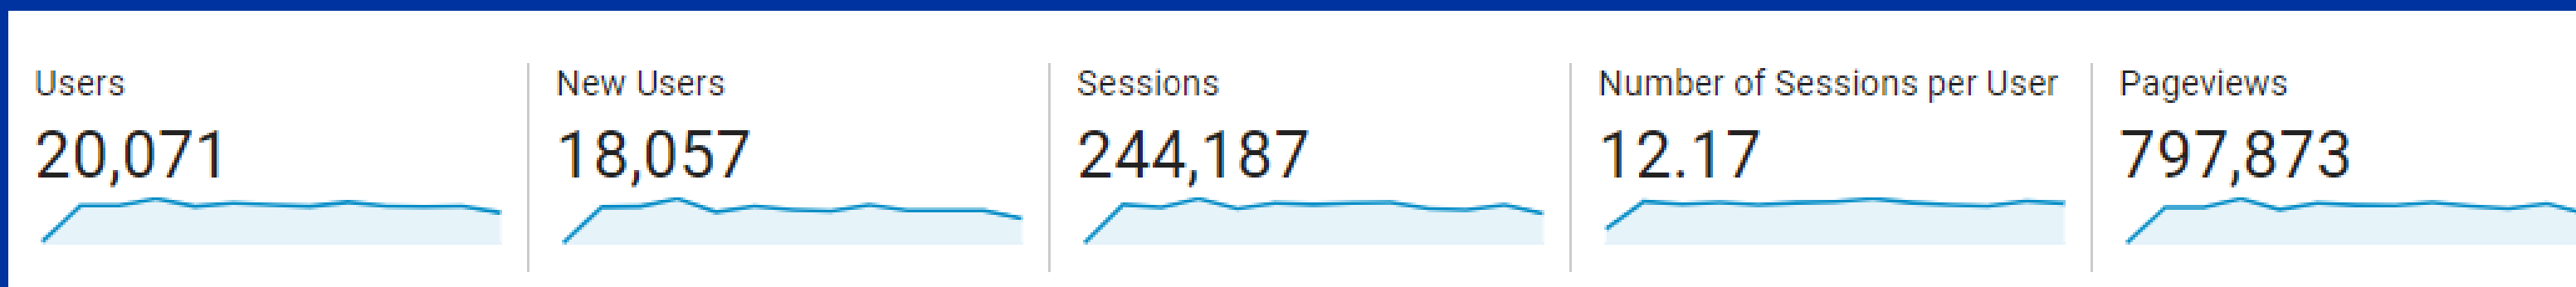 Users
20,071
New Users
18,057
Sessions
244,187
Number of Sessions per User
12.17
Pageviews
797,873